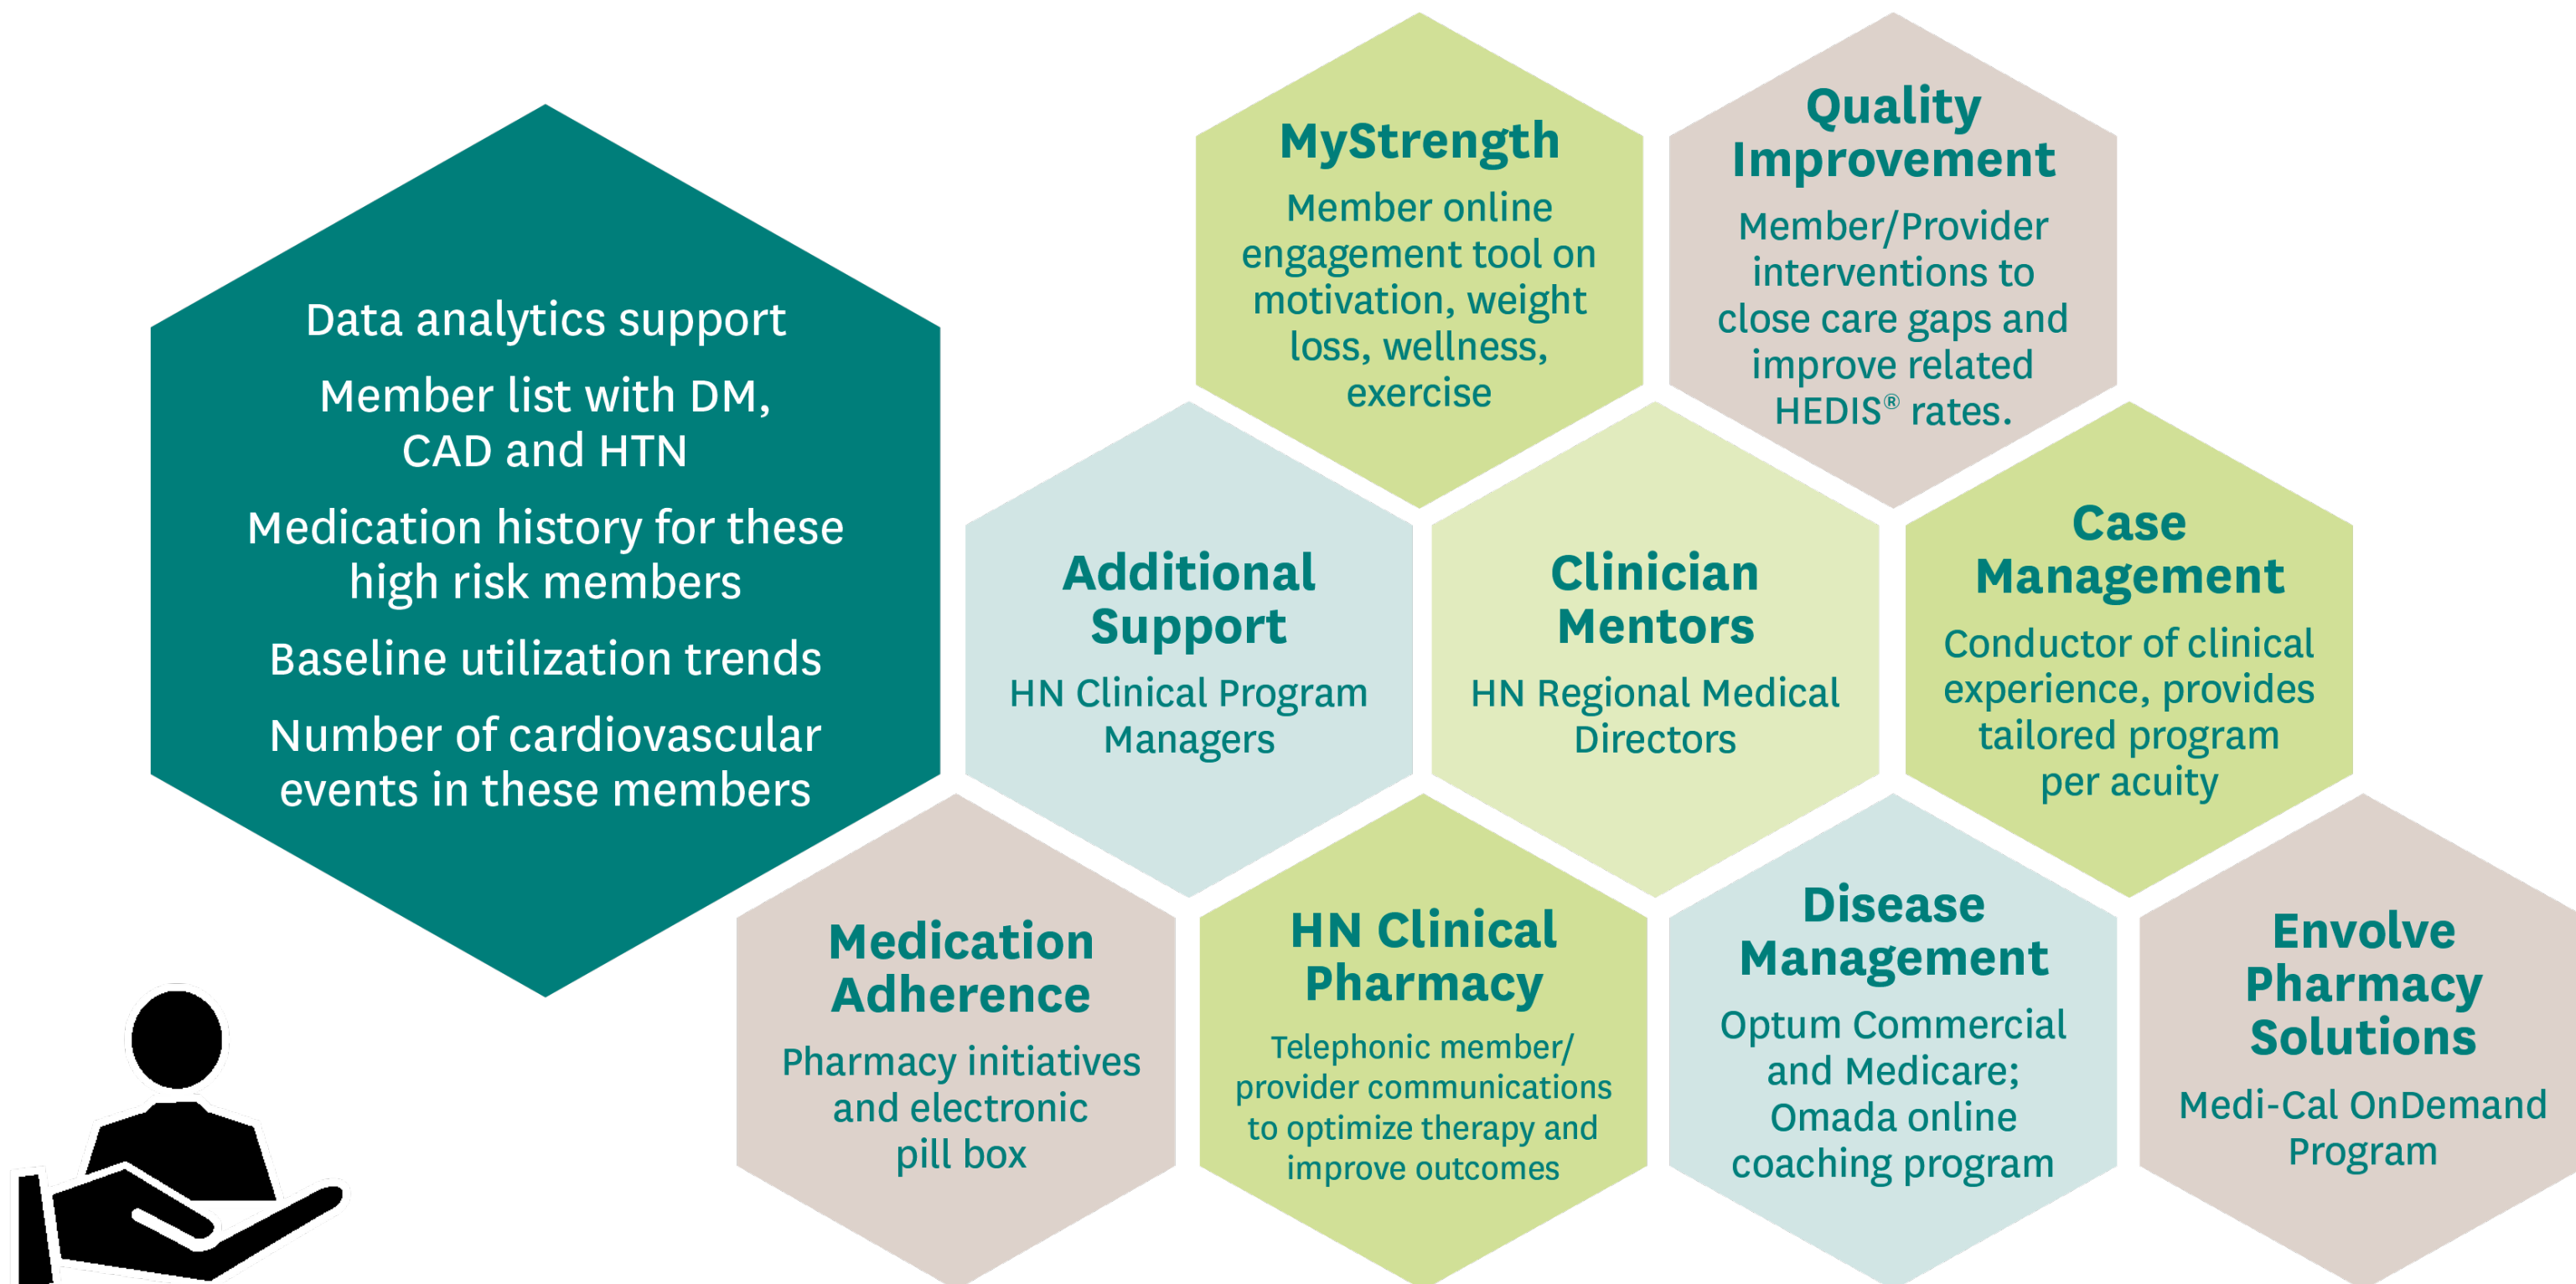 Data analytics support
Member list with DM,
CAD and HTN
Medication history for these
high risk members
Baseline utilization trends
Number of cardiovascular
events in these members
MyStrength
Member online
engagement tool on
motivation, weight
loss, wellness,
exercise
Quality
Improvement
Member/Provider
interventions to
close care gaps and
improve related
HEDIS® rates.
Additional
Support
HN Clinical Program
Managers
Clinician
Mentors
HN Regional Medical
Directors
Case
Management
Conductor of clinical
experience, provides
tailored program
per acuity
Medication
Adherence
Pharmacy initiatives
and electronic
pill box
HN Clinical
Pharmacy
Telephonic member/
provider communications
to optimize therapy and
improve outcomes
Disease
Management
Optum Commercial
and Medicare;
Omada online
coaching program
Envolve
Pharmacy
Solutions
Medi-Cal OnDemand
Program